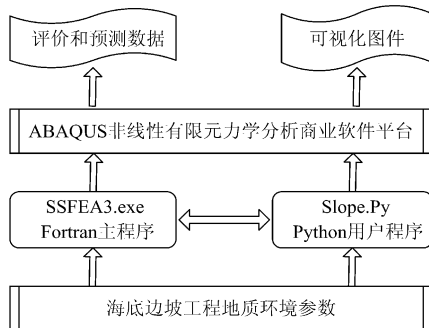 评价和预测数据
可视化图件
ABAQUS非线性有限元力学分析商业软件平台
SSFEA3.exe
Fortran主程序
Slope.Py
Python用户程序
海底边坡工程地质环境参数